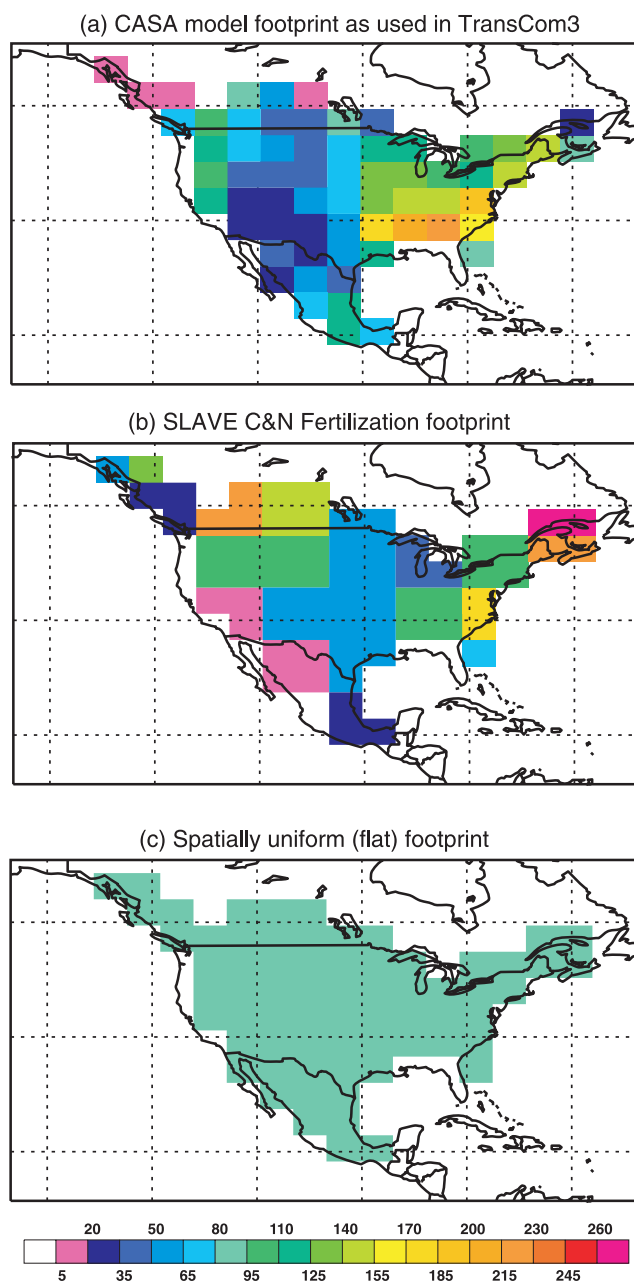 (a) CASA model footprint as used in TransCom3
(b) SLAVE C&N Fertilization footprint
(c) Spatially uniform (flat) footprint
20 50 80 110 140 170 200 230 260
5 35 65 95 125 155 185 215 245